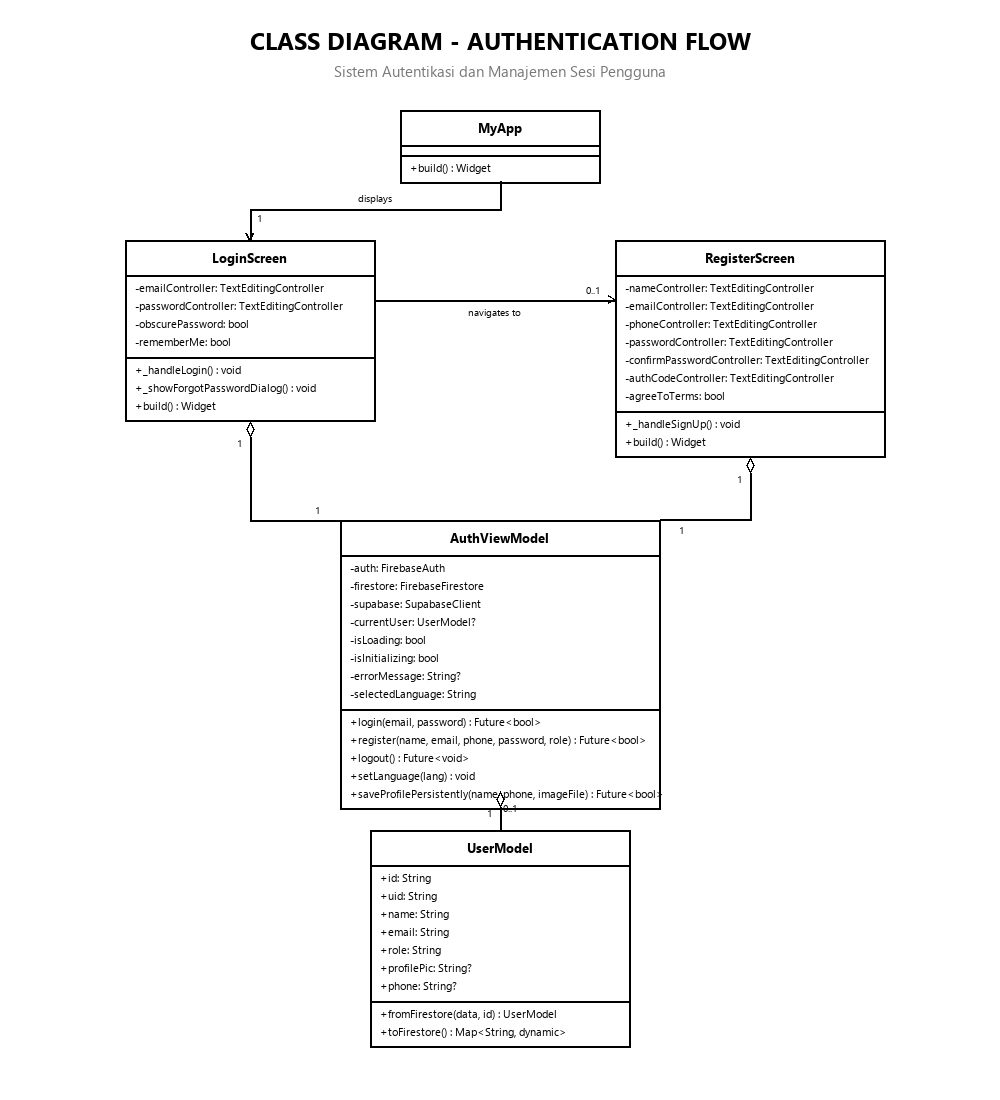 CLASS DIAGRAM - AUTHENTICATION FLOW
Sistem Autentikasi dan Manajemen Sesi Pengguna
MyApp
+build() : Widget
displays
1
LoginScreen
-emailController: TextEditingController
-passwordController: TextEditingController
-obscurePassword: bool
-rememberMe: bool
+_handleLogin() : void
+_showForgotPasswordDialog() : void
+build() : Widget
0..1
navigates to
RegisterScreen
-nameController: TextEditingController
-emailController: TextEditingController
-phoneController: TextEditingController
-passwordController: TextEditingController
-confirmPasswordController: TextEditingController
-authCodeController: TextEditingController
-agreeToTerms: bool
+_handleSignUp() : void
+build() : Widget
1
1
1
1
AuthViewModel
-auth: FirebaseAuth
-firestore: FirebaseFirestore
-supabase: SupabaseClient
-currentUser: UserModel?
-isLoading: bool
-isInitializing: bool
-errorMessage: String?
-selectedLanguage: String
+login(email, password) : Future<bool>
+register(name, email, phone, password, role) : Future<bool>
+logout() : Future<void>
+setLanguage(lang) : void
+saveProfilePersistently(name, phone, imageFile) : Future<bool>
1
0..1
UserModel
+id: String
+uid: String
+name: String
+email: String
+role: String
+profilePic: String?
+phone: String?
+fromFirestore(data, id) : UserModel
+toFirestore() : Map<String, dynamic>